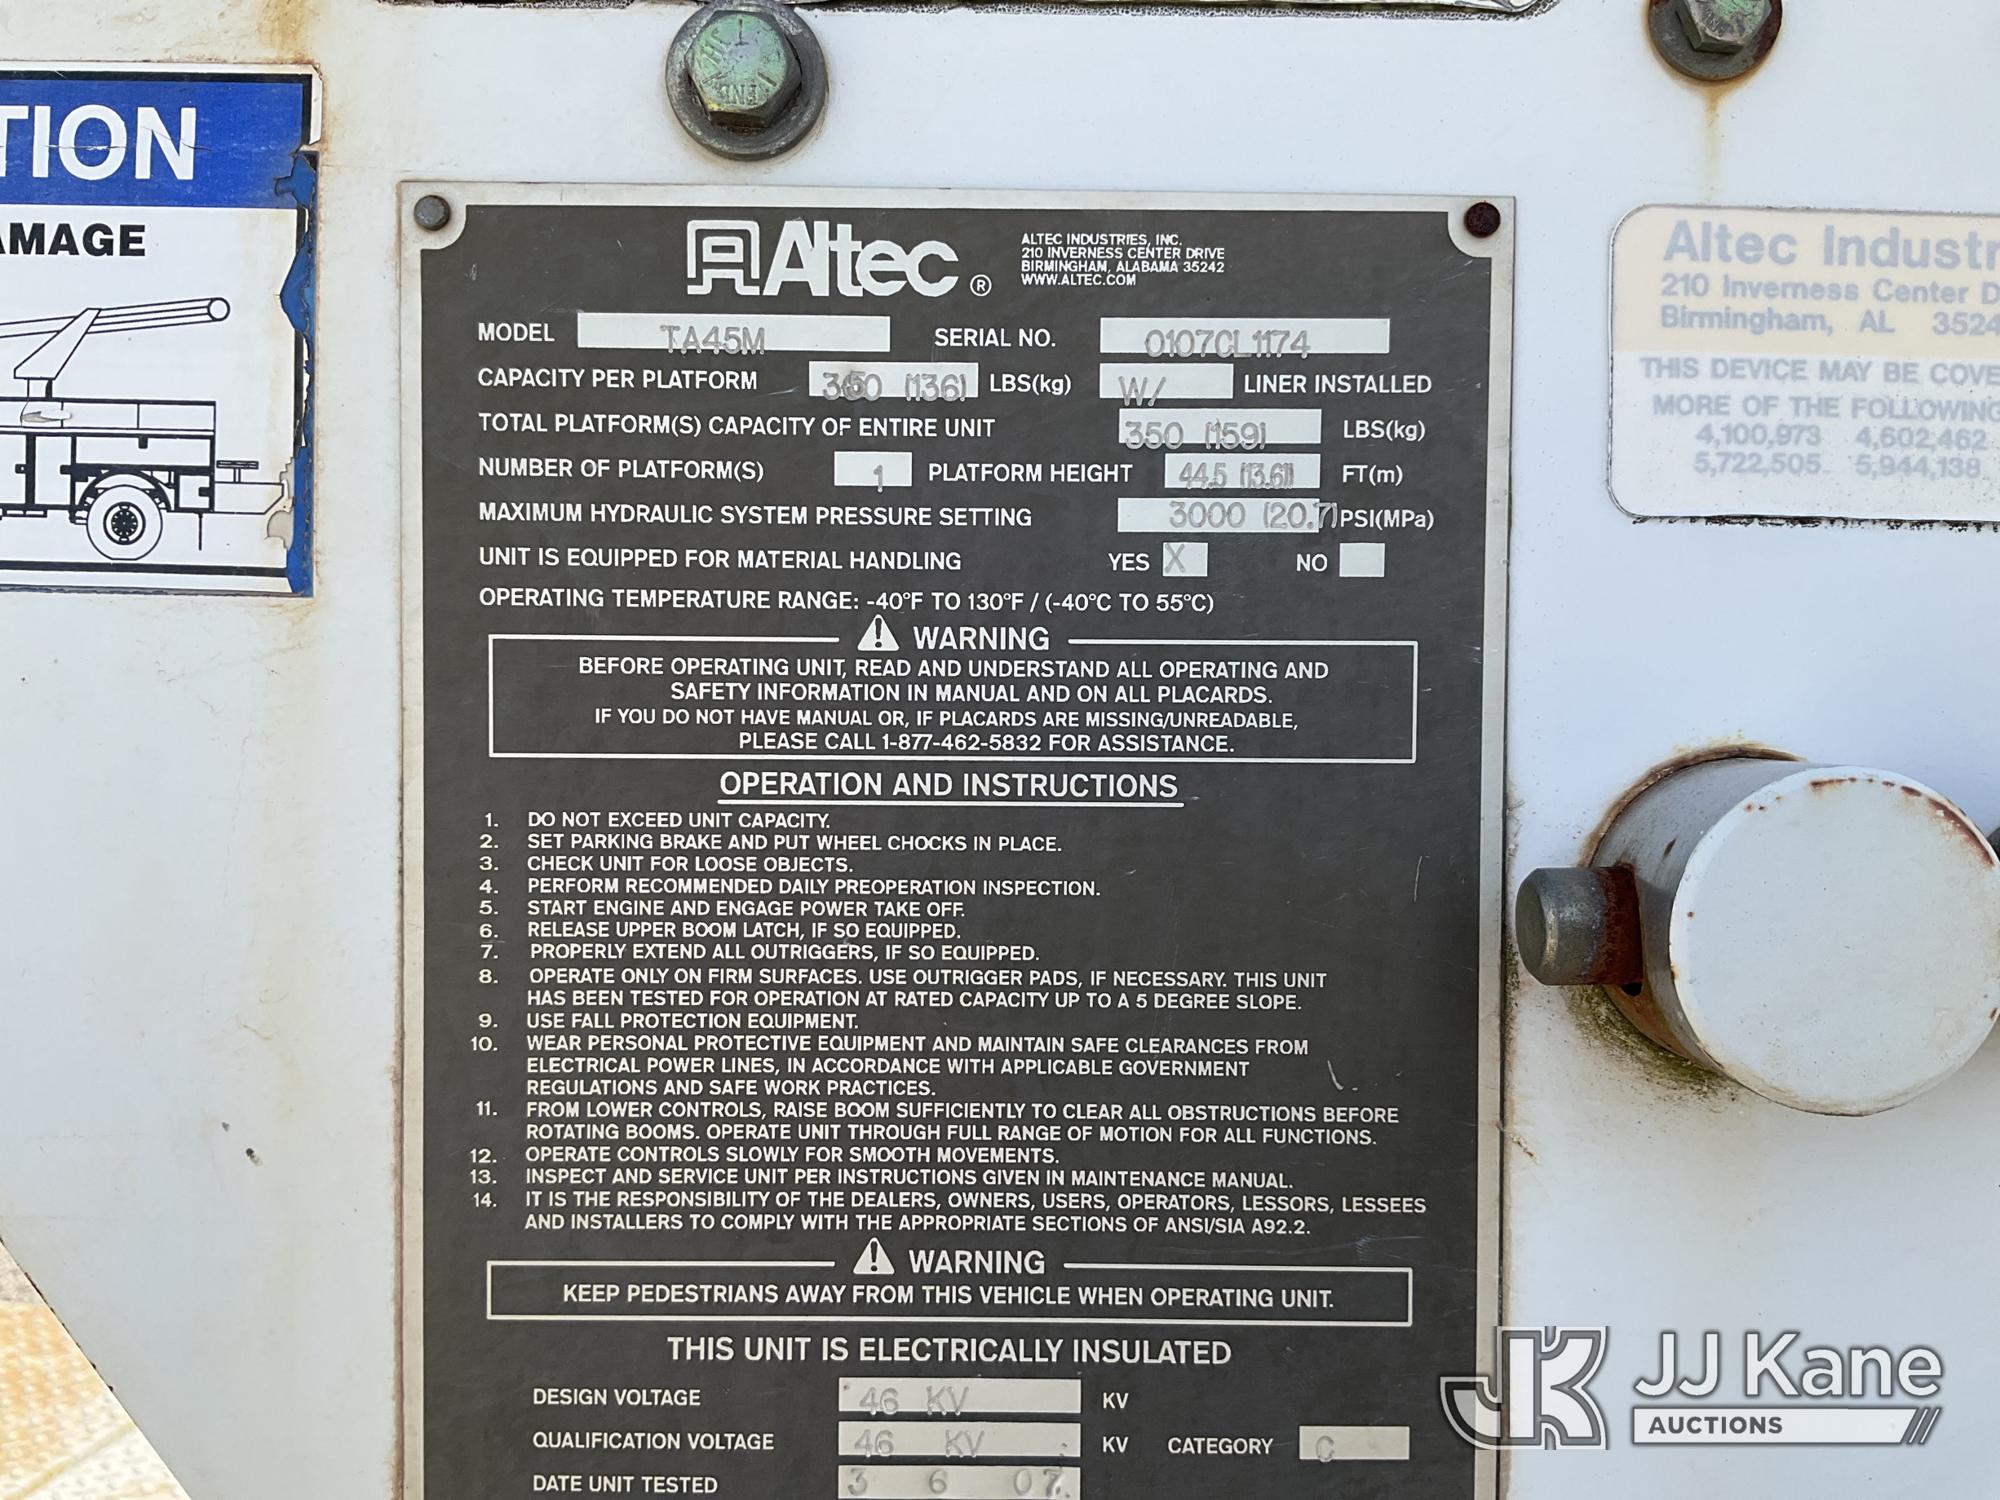 TION
AMAGE
Altec®
ALTEC INDUSTRIES, INC.
210 INVERNESS CENTER DRIVE
BIRMINGHAM, ALABAMA 35242
WWW.ALTEC.COM
MODEL TA45M SERIAL NO. 0107CL1174
CAPACITY PER PLATFORM (136) LBS(kg) W/ LINER INSTALLED
TOTAL PLATFORM(S) CAPACITY OF ENTIRE UNIT 350 (159) LBS(kg)
NUMBER OF PLATFORM(S) 1 PLATFORM HEIGHT 44.5 (13.61) FT(m)
MAXIMUM HYDRAULIC SYSTEM PRESSURE SETTING 3000 (20.7) PSI(MPa)
UNIT IS EQUIPPED FOR MATERIAL HANDLING YES X NO
OPERATING TEMPERATURE RANGE: -40°F TO 130°F / (-40°C TO 55°C)
WARNING
BEFORE OPERATING UNIT, READ AND UNDERSTAND ALL OPERATING AND
SAFETY INFORMATION IN MANUAL AND ON ALL PLACARDS.
IF YOU DO NOT HAVE MANUAL OR, IF PLACARDS ARE MISSING/UNREADABLE,
PLEASE CALL 1-877-462-5832 FOR ASSISTANCE.
OPERATION AND INSTRUCTIONS
1. DO NOT EXCEED UNIT CAPACITY.
2. SET PARKING BRAKE AND PUT WHEEL CHOCKS IN PLACE.
3. CHECK UNIT FOR LOOSE OBJECTS.
4. PERFORM RECOMMENDED DAILY PREOPERATION INSPECTION.
5. START ENGINE AND ENGAGE POWER TAKE OFF.
6. RELEASE UPPER BOOM LATCH, IF SO EQUIPPED.
7. PROPERLY EXTEND ALL OUTRIGGERS, IF SO EQUIPPED.
8. OPERATE ONLY ON FIRM SURFACES. USE OUTRIGGER PADS, IF NECESSARY. THIS UNIT
HAS BEEN TESTED FOR OPERATION AT RATED CAPACITY UP TO A 5 DEGREE SLOPE.
9. USE FALL PROTECTION EQUIPMENT.
10. WEAR PERSONAL PROTECTIVE EQUIPMENT AND MAINTAIN SAFE CLEARANCES FROM
ELECTRICAL POWER LINES, IN ACCORDANCE WITH APPLICABLE GOVERNMENT
REGULATIONS AND SAFE WORK PRACTICES.
11. FROM LOWER CONTROLS, RAISE BOOM SUFFICIENTLY TO CLEAR ALL OBSTRUCTIONS BEFORE
ROTATING BOOMS. OPERATE UNIT THROUGH FULL RANGE OF MOTION FOR ALL FUNCTIONS.
12. OPERATE CONTROLS SLOWLY FOR SMOOTH MOVEMENTS.
13. INSPECT AND SERVICE UNIT PER INSTRUCTIONS GIVEN IN MAINTENANCE MANUAL.
14. IT IS THE RESPONSIBILITY OF THE DEALERS, OWNERS, USERS, OPERATORS, LESSORS, LESSEES
AND INSTALLERS TO COMPLY WITH THE APPROPRIATE SECTIONS OF ANSI/SIA A92.2.
WARNING
KEEP PEDESTRIANS AWAY FROM THIS VEHICLE WHEN OPERATING UNIT.
THIS UNIT IS ELECTRICALLY INSULATED
DESIGN VOLTAGE 46 KV KV
QUALIFICATION VOLTAGE 46 KV KV CATEGORY C
DATE UNIT TESTED 3 6 07
Altec Industr
210 Inverness Center D
Birmingham, AL 3524
THIS DEVICE MAY BE COVE
MORE OF THE FOLLOWING
4,100,973 4,602,462
5,722,505 5,944,138
JJ Kane
AUCTIONS